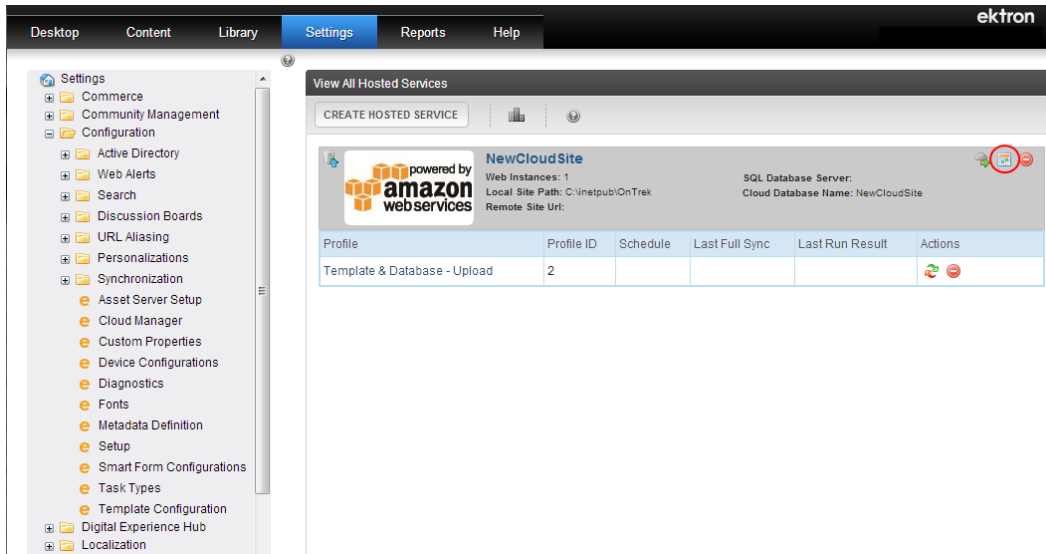 ektron
Desktop Content Library Settings Reports Help
Settings
Commerce
Community Management
Configuration
Active Directory
Web Alerts
Search
Discussion Boards
URL Aliasing
Personalizations
Synchronization
Asset Server Setup
Cloud Manager
Custom Properties
Device Configurations
Diagnostics
Fonts
Metadata Definition
Setup
Smart Form Configurations
Task Types
Template Configuration
Digital Experience Hub
Localization
View All Hosted Services
CREATE HOSTED SERVICE
powered by
amazon
web services
NewCloudSite
Web Instances: 1
Local Site Path: C:\inetpub\OnTrek
Remote Site Url:
SQL Database Server:
Cloud Database Name: NewCloudSite
Profile Profile ID Schedule Last Full Sync Last Run Result Actions
Template & Database - Upload 2